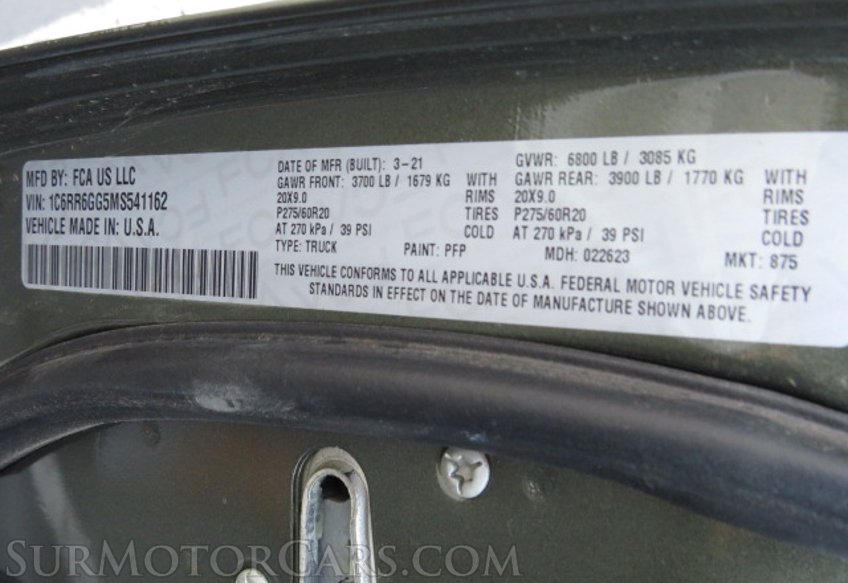 MFD BY: FCA US LLC
VIN: 1C6RR6GG5MS541162
VEHICLE MADE IN: U.S.A.
DATE OF MFR (BUILT): 3-21
GAWR FRONT: 3700 LB / 1679 KG WITH
20X9.0 RIMS
P275/60R20 TIRES
AT 270 kPa / 39 PSI COLD
TYPE: TRUCK PAINT: PFP
GVWR: 6800 LB / 3085 KG
GAWR REAR: 3900 LB / 1770 KG WITH
20X9.0 RIMS
P275/60R20 TIRES
AT 270 kPa / 39 PSI COLD
MDH: 022623 MKT: 875
THIS VEHICLE CONFORMS TO ALL APPLICABLE U.S.A. FEDERAL MOTOR VEHICLE SAFETY
STANDARDS IN EFFECT ON THE DATE OF MANUFACTURE SHOWN ABOVE.
SurMotorCars.com